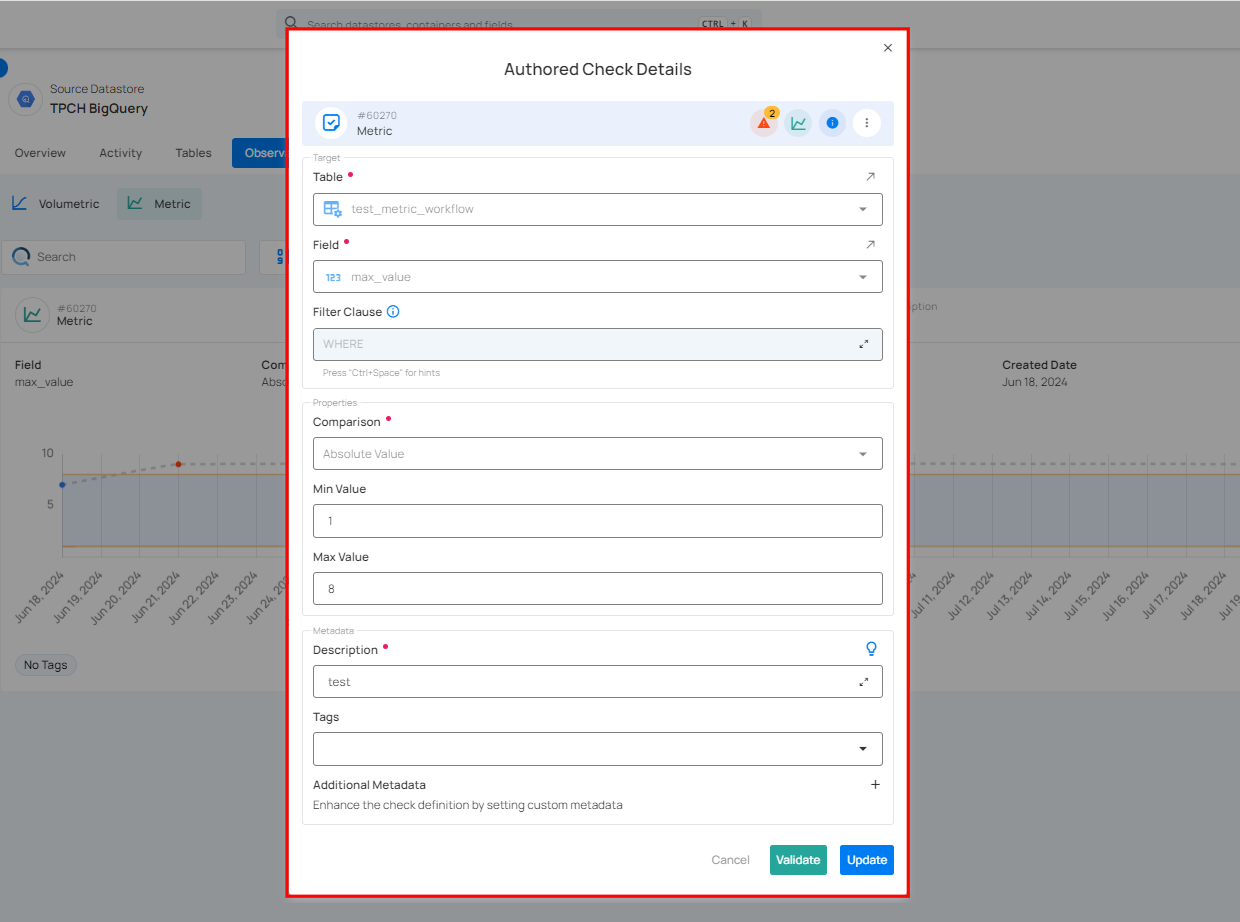 Search datastores, containers and fields
CTRL + K
Source Datastore
TPCH BigQuery
Overview
Activity
Tables
Observ
Volumetric
Metric
Search
#60270
Metric
Field
max_value
Com
Abso
ption
Created Date
Jun 18, 2024
10
5
Jun 18, 2024
Jun 19, 2024
Jun 20, 2024
Jun 21, 2024
Jun 22, 2024
Jun 23, 2024
Jun 24, 202
Jul 11, 2024
Jul 12, 2024
Jul 13, 2024
Jul 14, 2024
Jul 15, 2024
Jul 16, 2024
Jul 17, 2024
Jul 18, 2024
Jul 19
No Tags
Authored Check Details
#60270
Metric
2
Target
Table
test_metric_workflow
Field
123 max_value
Filter Clause
WHERE
Press "Ctrl+Space" for hints
Properties
Comparison
Absolute Value
Min Value
1
Max Value
8
Metadata
Description
test
Tags
Additional Metadata
Enhance the check definition by setting custom metadata
Cancel
Validate
Update